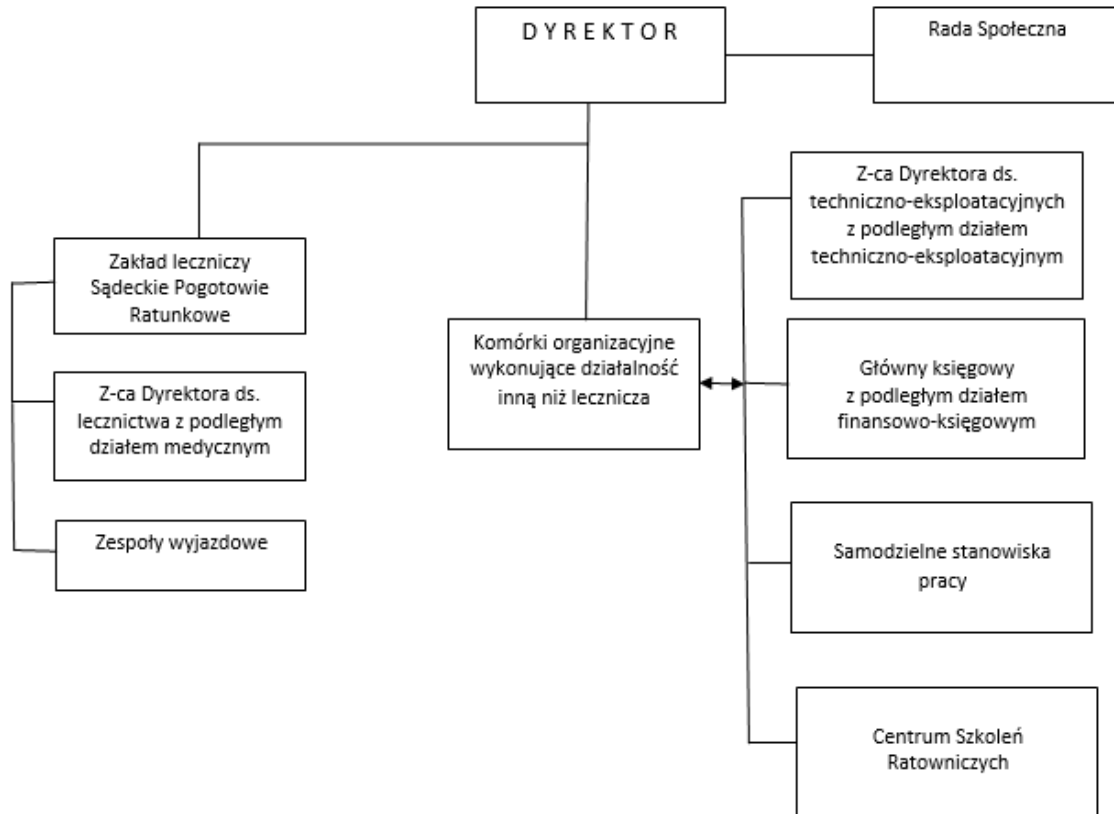 D Y R E K T O R
Rada Społeczna
Z-ca Dyrektora ds.
techniczno-eksploatacyjnych
z podległym działem
techniczno-eksploatacyjnym
Zakład leczniczy
Sądeckie Pogotowie
Ratunkowe
Komórki organizacyjne
wykonujące działalność
inną niż lecznicza
Główny księgowy
z podległym działem
finansowo-księgowym
Z-ca Dyrektora ds.
lecznictwa z podległym
działem medycznym
Zespoły wyjazdowe
Samodzielne stanowiska
pracy
Centrum Szkoleń
Ratowniczych